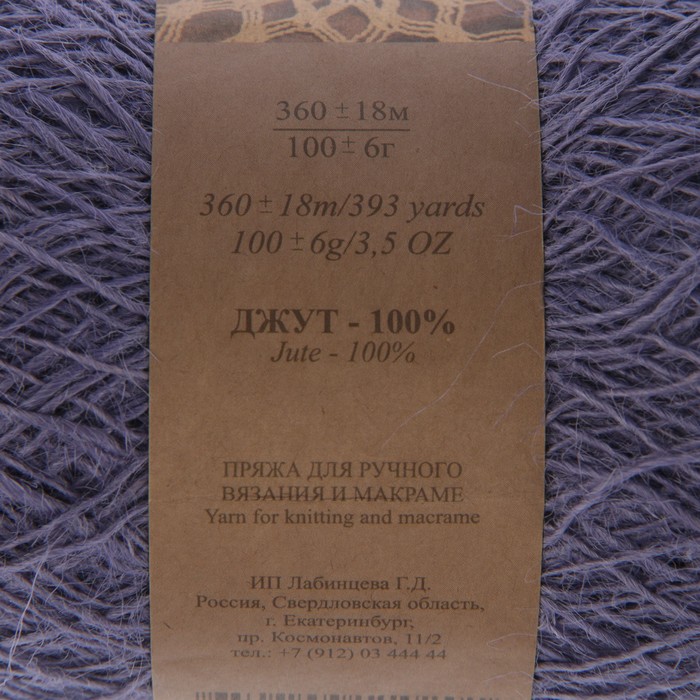 360 ± 18м
100 ± 6г
360 ± 18m/393 yards
100 ± 6g/3,5 OZ
ДЖУТ - 100%
Jute - 100%
ПРЯЖА ДЛЯ РУЧНОГО
ВЯЗАНИЯ И МАКРАМЕ
Yarn for knitting and macrame
ИП Лабинцева Г.Д.
Россия, Свердловская область,
г. Екатеринбург,
пр. Космонавтов, 11/2
тел.: +7 (912) 03 444 44